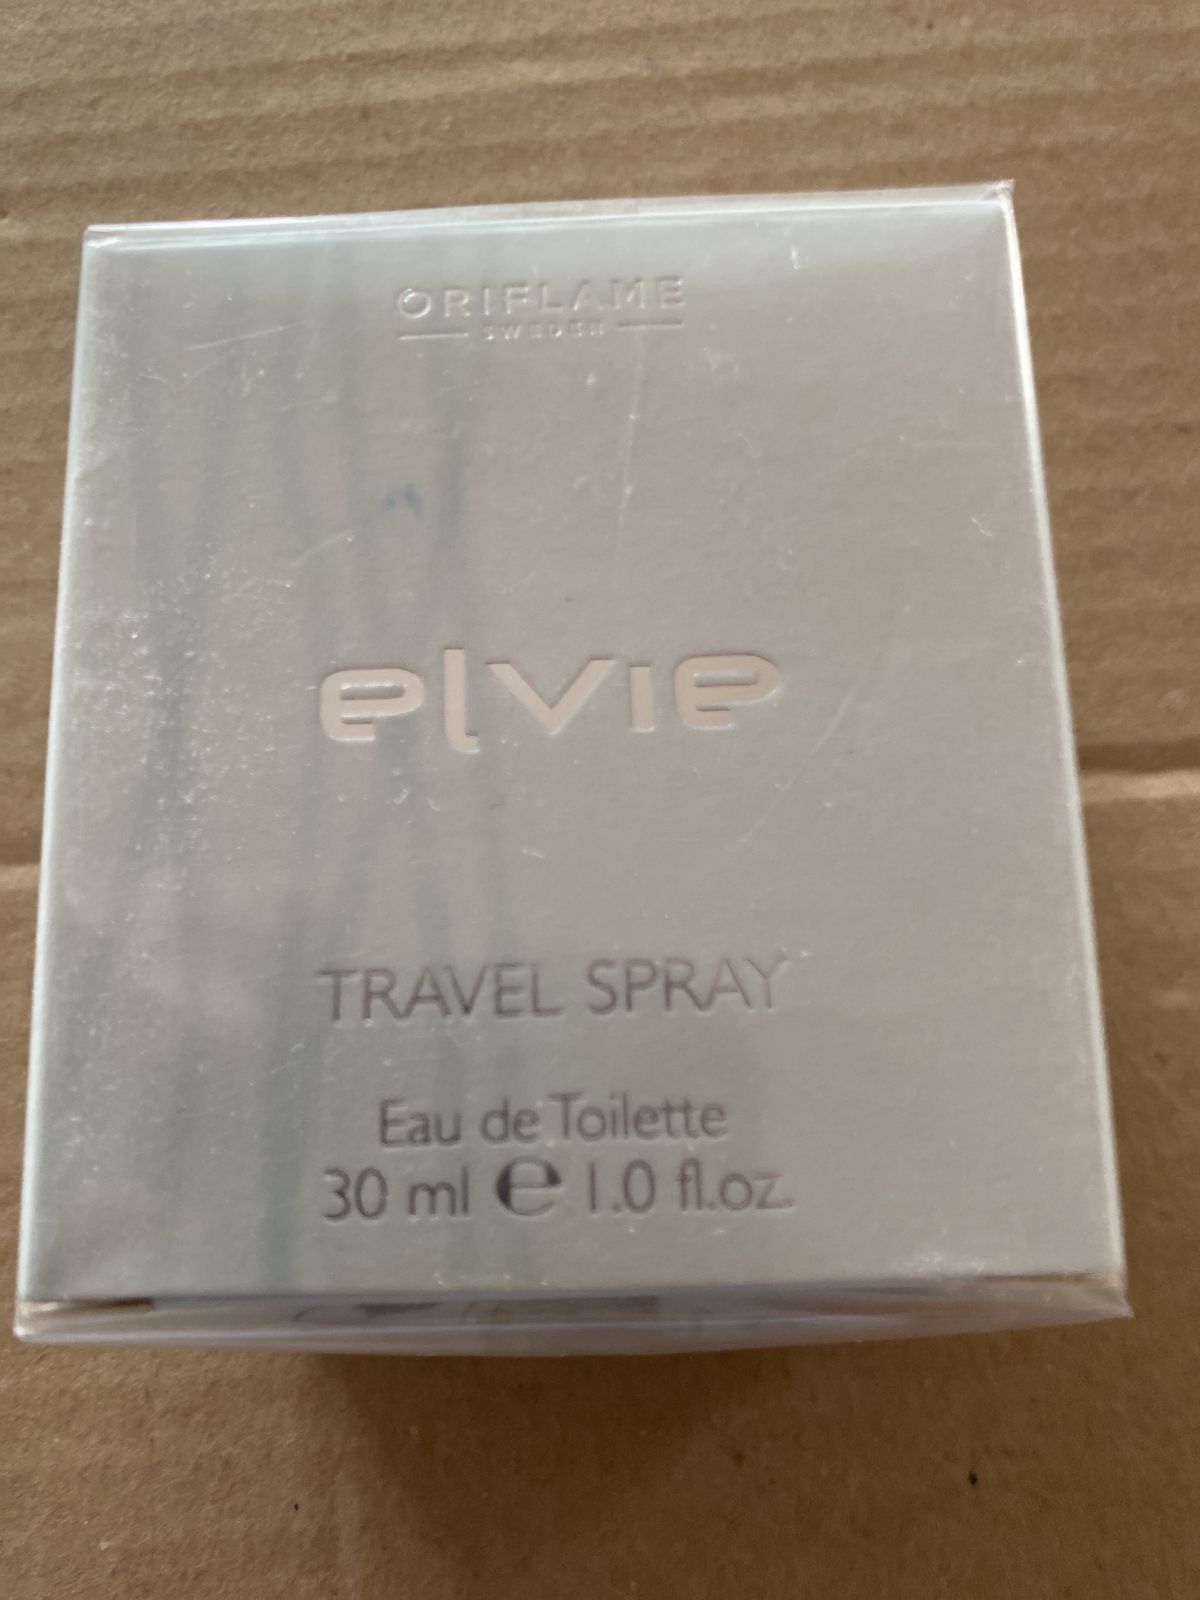 ORIFLAME
SWEDEN
elvie
TRAVEL SPRAY
Eau de Toilette
30 ml ℮ 1.0 fl.oz.